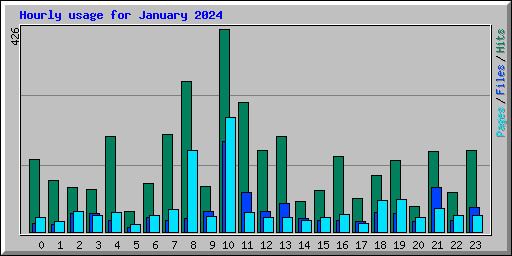 Hourly usage for January 2024
426
Pages/Files/Hits
0 1 2 3 4 5 6 7 8 9 10 11 12 13 14 15 16 17 18 19 20 21 22 23